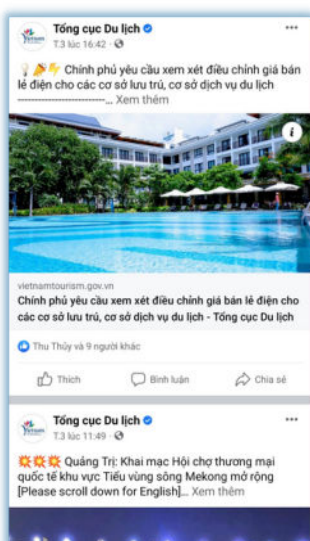 Tổng cục Du lịch
T.3 lúc 16:42 ·
💡🎉⚡ Chính phủ yêu cầu xem xét điều chỉnh giá bán
lẻ điện cho các cơ sở lưu trú, cơ sở dịch vụ du lịch
-------------------------... Xem thêm
vietnamtourism.gov.vn
Chính phủ yêu cầu xem xét điều chỉnh giá bán lẻ điện cho
các cơ sở lưu trú, cơ sở dịch vụ du lịch - Tổng cục Du lịch
Thu Thủy và 9 người khác
Thích Bình luận Chia sẻ
Tổng cục Du lịch
T.3 lúc 11:49 ·
💥💥💥 Quảng Trị: Khai mạc Hội chợ thương mại
quốc tế khu vực Tiểu vùng sông Mekong mở rộng
[Please scroll down for English]... Xem thêm